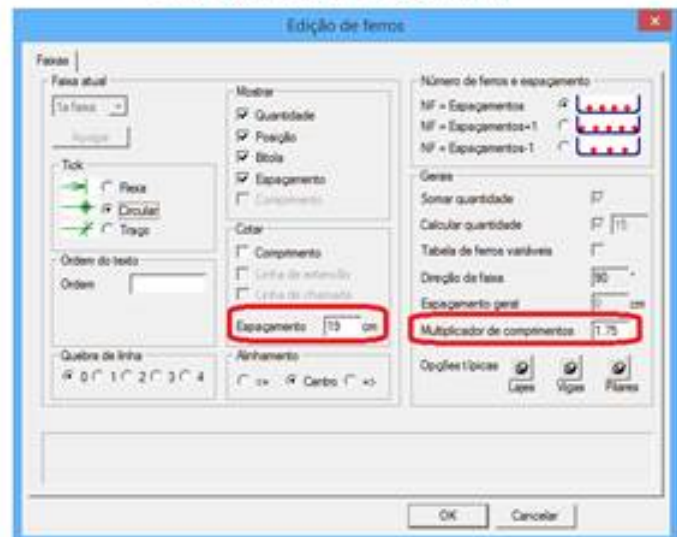 Edição de ferros
Faixas
Faixa atual
1a faixa
Apagar
Tick
Flexa
Circular
Traço
Ordem do texto
Ordem
Quebra de linha
0 1 2 3 4
Mostrar
Quantidade
Posição
Bitola
Espaçamento
Comprimento
Cotar
Comprimento
Linha de extensão
Linha de chamada
Espaçamento 19 cm
Alinhamento
<= Centro =>
Número de ferros e espaçamento
NF = Espaçamentos
NF = Espaçamentos+1
NF = Espaçamentos-1
Gerais
Somar quantidade
Calcular quantidade 15
Tabela de ferros variáveis
Direção da faixa 90 °
Espaçamento geral 0 cm
Multiplicador de comprimentos 1.75
Opções típicas
Lajes Vigas Pilares
OK Cancelar